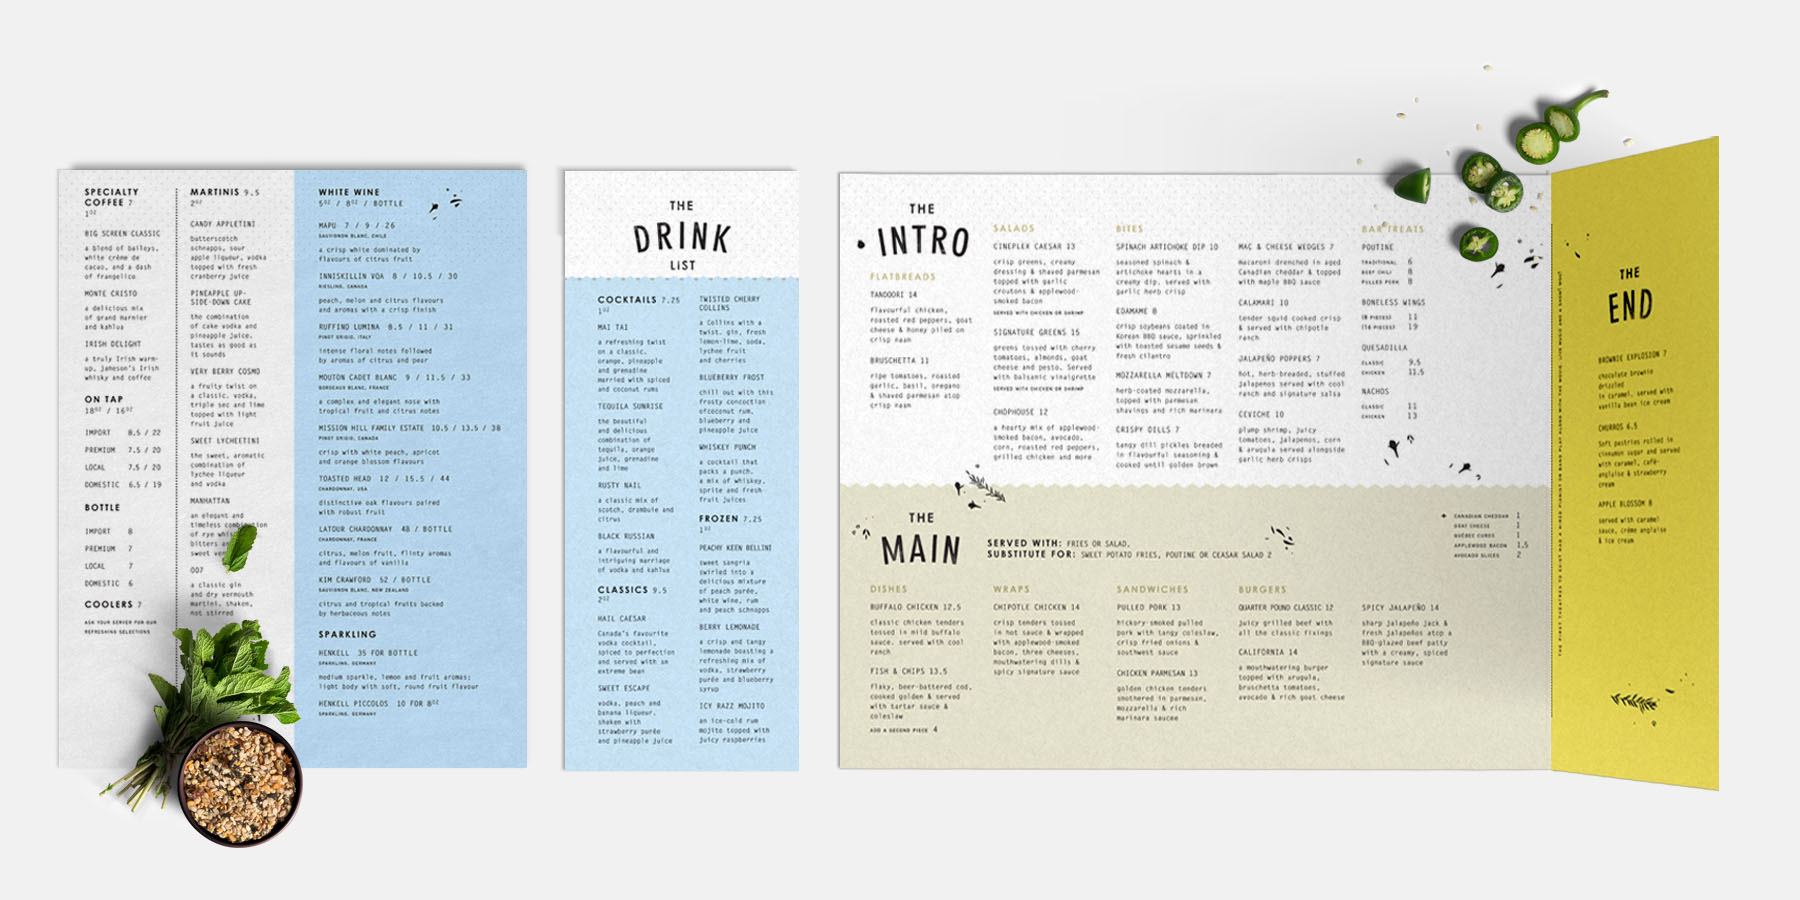 SPECIALTY
COFFEE 7
1oz
BIG SCREEN CLASSIC
a blend of baileys,
white crème de
cacao, and a dash
of frangelico
MONTE CRISTO
a delicious mix
of grand marnier
and kahlua
IRISH DELIGHT
a truly Irish warm-
up, jameson's Irish
whisky and coffee
ON TAP
18oz / 16oz
IMPORT 8.5 / 22
PREMIUM 7.5 / 20
LOCAL 7.5 / 20
DOMESTIC 6.5 / 19
BOTTLE
IMPORT 8
PREMIUM 7
LOCAL 7
DOMESTIC 6
COOLERS 7
ASK YOUR SERVER FOR OUR
REFRESHING SELECTIONS
MARTINIS 9.5
2oz
CANDY APPLETINI
butterscotch
schnapps, sour
apple liqueur, vodka
topped with fresh
cranberry juice
PINEAPPLE UP-
SIDE-DOWN CAKE
the combination
of cake vodka and
pineapple juice,
tastes as good as
it sounds
VERY BERRY COSMO
a fruity twist on
a classic, vodka,
triple sec and lime
topped with light
fruit juice
SWEET LYCHEETINI
the sweet, aromatic
combination of
lychee liqueur
and vodka
MANHATTAN
an elegant and
timeless combination
of rye
bitters
sweet
007
a classic gin
and dry vermouth
martini, shaken,
not stirred
WHITE WINE
5oz / 8oz / BOTTLE
MAPU 7 / 9 / 26
SAUVIGNON BLANC, CHILE
a crisp white dominated by
flavours of citrus fruit
INNISKILLIN VQA 8 / 10.5 / 30
RIESLING, CANADA
peach, melon and citrus flavours
and aromas with a crisp finish
RUFFINO LUMINA 8.5 / 11 / 31
PINOT GRIGIO, ITALY
intense floral notes followed
by aromas of citrus and pear
MOUTON CADET BLANC 9 / 11.5 / 33
BORDEAUX BLANC, FRANCE
a complex and elegant nose with
tropical fruit and citrus notes
MISSION HILL FAMILY ESTATE 10.5 / 13.5 / 38
PINOT GRIGIO, CANADA
crisp with white peach, apricot
and orange blossom flavours
TOASTED HEAD 12 / 15.5 / 44
CHARDONNAY, USA
distinctive oak flavours paired
with robust fruit
LATOUR CHARDONNAY 48 / BOTTLE
CHARDONNAY, FRANCE
citrus, melon fruit, flinty aromas
and flavours of vanilla
KIM CRAWFORD 52 / BOTTLE
SAUVIGNON BLANC, NEW ZEALAND
citrus and tropical fruits backed
by herbaceous notes
SPARKLING
HENKELL 35 FOR BOTTLE
SPARKLING, GERMANY
medium sparkle, lemon and fruit aromas;
light body with soft, round fruit flavour
HENKELL PICCOLOS 10 FOR 8oz
SPARKLING, GERMANY
THE
DRINK
LIST
COCKTAILS 7.25
1oz
MAI TAI
a refreshing twist
on a classic,
orange, pineapple
and grenadine
married with spiced
and coconut rums
TEQUILA SUNRISE
the beautiful
and delicious
combination of
tequila, orange
juice, grenadine
and lime
RUSTY NAIL
a classic mix of
scotch, drambuie and
citrus
BLACK RUSSIAN
a flavourful and
intriguing marriage
of vodka and kahlua
CLASSICS 9.5
2oz
HAIL CAESAR
Canada's favourite
vodka cocktail,
spiced to perfection
and served with an
extreme bean
SWEET ESCAPE
vodka, peach and
banana liqueur,
shaken with
strawberry purée
and pineapple juice
TWISTED CHERRY
COLLINS
a Collins with a
twist. gin, fresh
lemon-lime, soda,
lychee fruit
and cherries
BLUEBERRY FROST
chill out with this
frosty concoction
ofcoconut rum,
blueberry and
pineapple juice
WHISKEY PUNCH
a cocktail that
packs a punch.
a mix of whiskey,
sprite and fresh
fruit juices
FROZEN 7.25
1oz
PEACHY KEEN BELLINI
sweet sangria
swirled into a
delicious mixture
of peach purée,
white wine, rum
and peach schnapps
BERRY LEMONADE
a crisp and tangy
lemonade boasting a
refreshing mix of
vodka, strawberry
purée and blueberry
syrup
ICY RAZZ MOJITO
an ice-cold rum
mojito topped with
juicy raspberries
THE
INTRO
FLATBREADS
TANDOORI 14
flavourful chicken,
roasted red peppers, goat
cheese & honey piled on
crisp naan
BRUSCHETTA 11
ripe tomatoes, roasted
garlic, basil, oregano
& shaved parmesan atop
crisp naan
SALADS
CINEPLEX CAESAR 13
crisp greens, creamy
dressing & shaved parmesan
topped with garlic
croutons & applewood-
smoked bacon
SERVED WITH CHICKEN OR SHRIMP
SIGNATURE GREENS 15
greens tossed with cherry
tomatoes, almonds, goat
cheese and pesto. Served
with balsamic vinaigrette
SERVED WITH CHICKEN OR SHRIMP
CHOPHOUSE 12
a hearty mix of applewood-
smoked bacon, avocado,
corn, roasted red peppers,
grilled chicken and more
BITES
SPINACH ARTICHOKE DIP 10
seasoned spinach &
artichoke hearts in a
creamy dip, served with
garlic herb crisp
EDAMAME 8
crisp soybeans coated in
Korean BBQ sauce, sprinkled
with toasted sesame seeds &
fresh cilantro
MOZZARELLA MELTDOWN 7
herb-coated mozzarella,
topped with parmesan
shavings and rich marinara
CRISPY DILLS 7
tangy dill pickles breaded
in flavourful seasoning &
cooked until golden brown
MAC & CHEESE WEDGES 7
macaroni drenched in aged
Canadian cheddar & topped
with maple BBQ sauce
CALAMARI 10
tender squid cooked crisp
& served with chipotle
ranch
JALAPEÑO POPPERS 7
hot, herb-breaded, stuffed
jalapenos served with cool
ranch and signature salsa
CEVICHE 10
plump shrimp, juicy
tomatoes, jalapenos, corn
& avocado served alongside
garlic herb crisps
BAR TREATS
POUTINE
TRADITIONAL 6
BEEF CHILI 8
PULLED PORK 8
BONELESS WINGS
(8 PIECES) 11
(16 PIECES) 19
QUESADILLA
CLASSIC 9.5
CHICKEN 11.5
NACHOS
CLASSIC 11
CHICKEN 13
THE
MAIN
SERVED WITH: FRIES OR SALAD,
SUBSTITUTE FOR: SWEET POTATO FRIES, POUTINE OR CEASAR SALAD 2
CANADIAN CHEDDAR 1
GOAT CHEESE 1
QUÉBEC CURDS 1
APPLEWOOD BACON 1.5
AVOCADO SLICES 2
DISHES
BUFFALO CHICKEN 12.5
classic chicken tenders
tossed in mild buffalo
sauce, served with cool
ranch
FISH & CHIPS 13.5
flaky, beer-battered cod,
cooked golden & served
with tartar sauce &
coleslaw
ADD A SECOND PIECE 4
WRAPS
CHIPOTLE CHICKEN 14
crisp tenders tossed
in hot sauce & wrapped
with applewood-smoked
bacon, three cheeses,
mouthwatering dills &
spicy signature sauce
SANDWICHES
PULLED PORK 13
hickory-smoked pulled
pork with tangy coleslaw,
crisp fried onions &
southwest sauce
CHICKEN PARMESAN 13
golden chicken tenders
smothered in parmesan,
mozzarella & rich
marinara saucee
BURGERS
QUARTER POUND CLASSIC 12
juicy grilled beef with
all the classic fixings
CALIFORNIA 14
a mouthwatering burger
topped with arugula,
bruschetta tomatoes,
avocado & rich goat cheese
SPICY JALAPEÑO 14
sharp jalapeño jack &
fresh jalapeños atop a
BBQ-glazed beef patty
with a creamy, spiced
signature sauce
THE
END
BROWNIE EXPLOSION 7
chocolate brownie
drizzled
in caramel, served with
vanilla bean ice cream
CHURROS 6.5
Soft pastries rolled in
cinnamon sugar and served
with caramel, café-
anglaise & strawberry
cream
APPLE BLOSSOM 8
served with caramel
sauce, crème anglaise
& ice cream